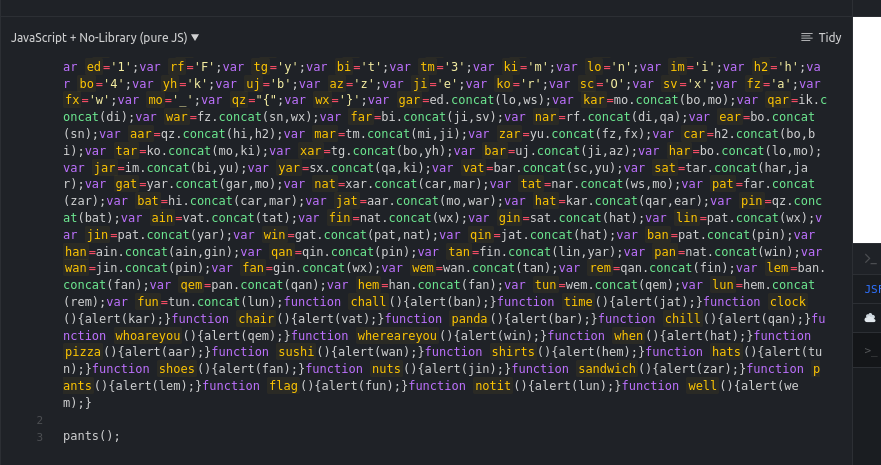 JavaScript + No-Library (pure JS) ▼
Tidy
ar ed='1';var rf='F';var tg='y';var bi='t';var tm='3';var ki='m';var lo='n';var im='i';var h2='h';va
r bo='4';var yh='k';var uj='b';var az='z';var ji='e';var ko='r';var sc='O';var sv='x';var fz='a';var
fx='w';var mo='_';var qz="{";var wx='}';var gar=ed.concat(lo,ws);var kar=mo.concat(bo,mo);var qar=ik.c
oncat(di);var war=fz.concat(sn,wx);var far=bi.concat(ji,sv);var nar=rf.concat(di,qa);var ear=bo.concat
(sn);var aar=qz.concat(hi,h2);var mar=tm.concat(mi,ji);var zar=yu.concat(fz,fx);var car=h2.concat(bo,b
i);var tar=ko.concat(mo,ki);var xar=tg.concat(bo,yh);var bar=uj.concat(ji,az);var har=bo.concat(lo,mo);
var jar=im.concat(bi,yu);var yar=sx.concat(qa,ki);var vat=bar.concat(sc,yu);var sat=tar.concat(har,ja
r);var gat=yar.concat(gar,mo);var nat=xar.concat(car,mar);var tat=nar.concat(ws,mo);var pat=far.concat
(zar);var bat=hi.concat(car,mar);var jat=aar.concat(mo,war);var hat=kar.concat(qar,ear);var pin=qz.conc
at(bat);var ain=vat.concat(tat);var fin=nat.concat(wx);var gin=sat.concat(hat);var lin=pat.concat(wx);v
ar jin=pat.concat(yar);var win=gat.concat(pat,nat);var qin=jat.concat(hat);var ban=pat.concat(pin);var
han=ain.concat(ain,gin);var qan=qin.concat(pin);var tan=fin.concat(lin,yar);var pan=nat.concat(win);var
wan=jin.concat(pin);var fan=gin.concat(wx);var wem=wan.concat(tan);var rem=qan.concat(fin);var lem=ban.
concat(fan);var qem=pan.concat(qan);var hem=han.concat(fan);var tun=wem.concat(qem);var lun=hem.concat
(rem);var fun=tun.concat(lun);function chall(){alert(ban);}function time(){alert(jat);}function clock
(){alert(kar);}function chair(){alert(vat);}function panda(){alert(bar);}function chill(){alert(qan);}fu
nction whoareyou(){alert(qem);}function whereareyou(){alert(win);}function when(){alert(hat);}function
pizza(){alert(aar);}function sushi(){alert(wan);}function shirts(){alert(hem);}function hats(){alert(tu
n);}function shoes(){alert(fan);}function nuts(){alert(jin);}function sandwich(){alert(zar);}function p
ants(){alert(lem);}function flag(){alert(fun);}function notit(){alert(lun);}function well(){alert(we
m);}
2
3 pants();
>_
>_